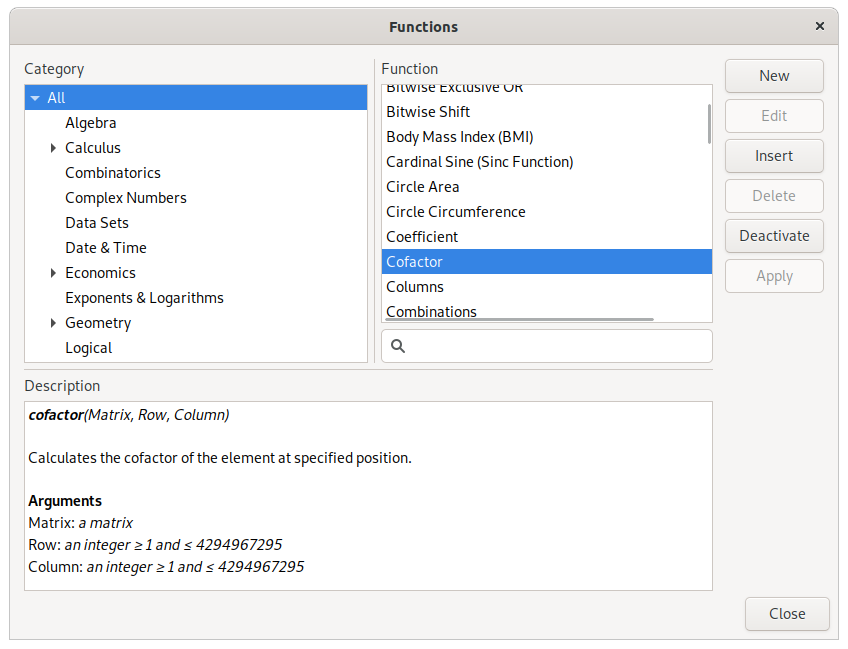 Functions
Category
All
Algebra
Calculus
Combinatorics
Complex Numbers
Data Sets
Date & Time
Economics
Exponents & Logarithms
Geometry
Logical
Function
Bitwise Exclusive OR
Bitwise Shift
Body Mass Index (BMI)
Cardinal Sine (Sinc Function)
Circle Area
Circle Circumference
Coefficient
Cofactor
Columns
Combinations
New
Edit
Insert
Delete
Deactivate
Apply
Description
cofactor(Matrix, Row, Column)
Calculates the cofactor of the element at specified position.
Arguments
Matrix: a matrix
Row: an integer ≥ 1 and ≤ 4294967295
Column: an integer ≥ 1 and ≤ 4294967295
Close